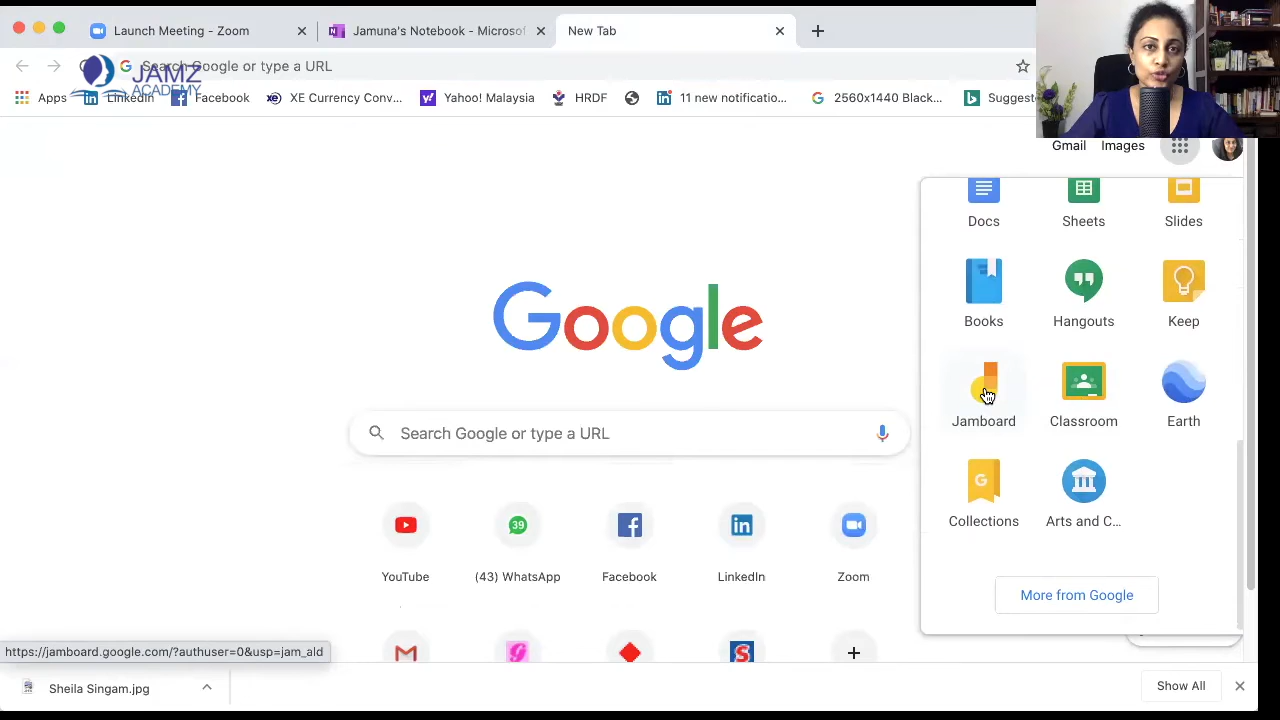 Launch Meeting - Zoom
Jamuna's Notebook - Microsof
New Tab
Search Google or type a URL
JAMZ
ACADEMY
Apps
LinkedIn
Facebook
XE Currency Conv...
Yahoo! Malaysia
HRDF
11 new notificatio...
2560x1440 Black...
Suggest
Gmail
Images
Docs
Sheets
Slides
Books
Hangouts
Keep
Google
Jamboard
Classroom
Earth
Search Google or type a URL
G
Collections
Arts and C...
39
YouTube
(43) WhatsApp
Facebook
LinkedIn
Zoom
More from Google
https://jamboard.google.com/?authuser=0&usp=jam_ald
Sheila Singam.jpg
Show All